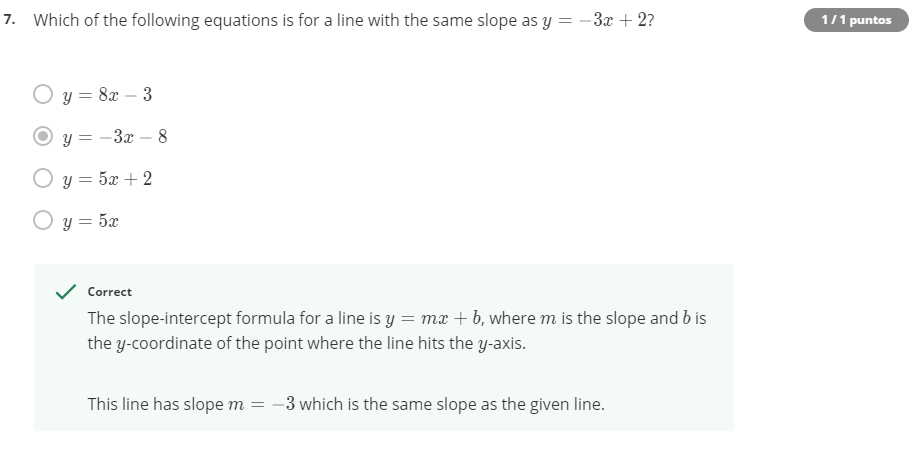 7. Which of the following equations is for a line with the same slope as y = −3x + 2?
1 / 1 puntos
y = 8x − 3
y = −3x − 8
y = 5x + 2
y = 5x
Correct
The slope-intercept formula for a line is y = mx + b, where m is the slope and b is
the y-coordinate of the point where the line hits the y-axis.
This line has slope m = −3 which is the same slope as the given line.